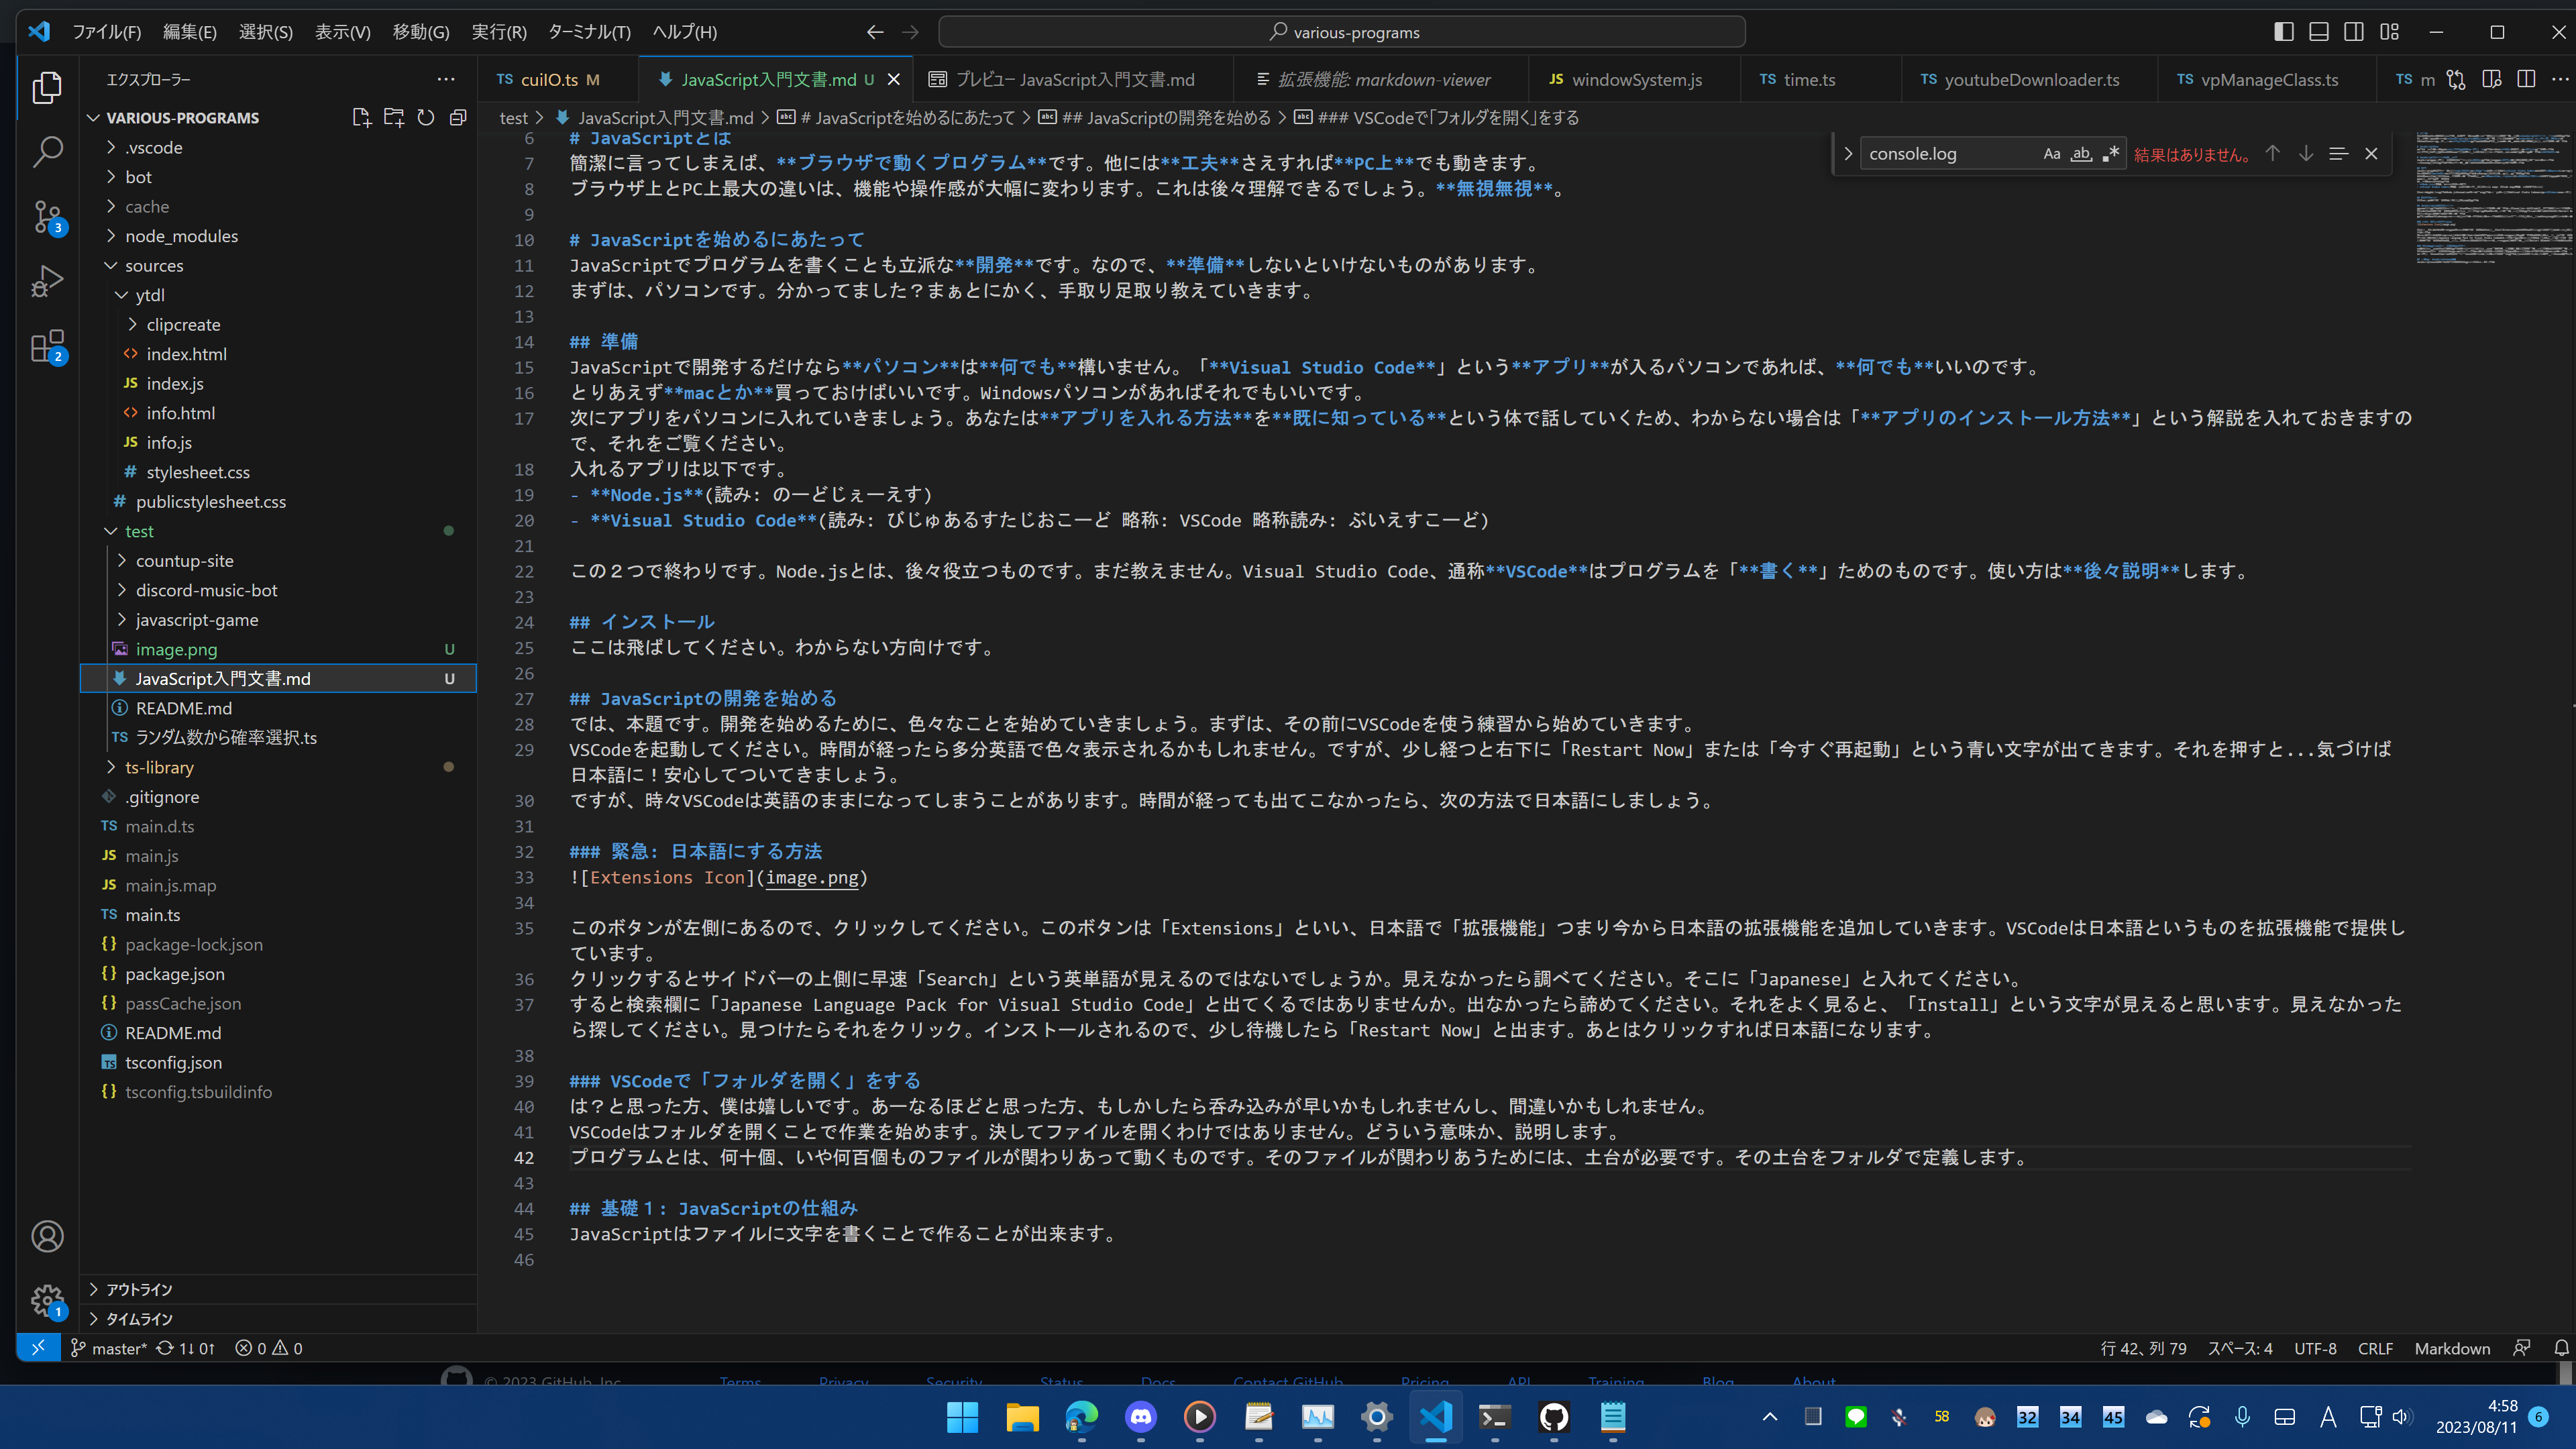 ファイル(F) 編集(E) 選択(S) 表示(V) 移動(G) 実行(R) ターミナル(T) ヘルプ(H)
various-programs
エクスプローラー
TS cuiIO.ts M
JavaScript入門文書.md U
プレビュー JavaScript入門文書.md
拡張機能: markdown-viewer
JS windowSystem.js
TS time.ts
TS youtubeDownloader.ts
TS vpManageClass.ts
TS m
test > JavaScript入門文書.md > # JavaScriptを始めるにあたって > ## JavaScriptの開発を始める > ### VSCodeで「フォルダを開く」をする
console.log
Aa ab 結果はありません。
VARIOUS-PROGRAMS
.vscode
bot
cache
node_modules
sources
ytdl
clipcreate
index.html
JS index.js
info.html
JS info.js
# stylesheet.css
# publicstylesheet.css
test
countup-site
discord-music-bot
javascript-game
image.png U
JavaScript入門文書.md U
README.md
TS ランダム数から確率選択.ts
ts-library
.gitignore
TS main.d.ts
JS main.js
JS main.js.map
TS main.ts
{} package-lock.json
{} package.json
{} passCache.json
README.md
TS tsconfig.json
{} tsconfig.tsbuildinfo
アウトライン
タイムライン
3
2
1
6 # JavaScriptとは
7 簡潔に言ってしまえば、**ブラウザで動くプログラム**です。他には**工夫**さえすれば**PC上**でも動きます。
8 ブラウザ上とPC上最大の違いは、機能や操作感が大幅に変わります。これは後々理解できるでしょう。**無視無視**。
9
10 # JavaScriptを始めるにあたって
11 JavaScriptでプログラムを書くことも立派な**開発**です。なので、**準備**しないといけないものがあります。
12 まずは、パソコンです。分かってました？まぁとにかく、手取り足取り教えていきます。
13
14 ## 準備
15 JavaScriptで開発するだけなら**パソコン**は**何でも**構いません。「**Visual Studio Code**」という**アプリ**が入るパソコンであれば、**何でも**いいのです。
16 とりあえず**macとか**買っておけばいいです。Windowsパソコンがあればそれでもいいです。
17 次にアプリをパソコンに入れていきましょう。あなたは**アプリを入れる方法**を**既に知っている**という体で話していくため、わからない場合は「**アプリのインストール方法**」という解説を入れておきますの
で、それをご覧ください。
18 入れるアプリは以下です。
19 - **Node.js**(読み: のーどじぇーえす)
20 - **Visual Studio Code**(読み: びじゅあるすたじおこーど 略称: VSCode 略称読み: ぶいえすこーど)
21
22 この２つで終わりです。Node.jsとは、後々役立つものです。まだ教えません。Visual Studio Code、通称**VSCode**はプログラムを「**書く**」ためのものです。使い方は**後々説明**します。
23
24 ## インストール
25 ここは飛ばしてください。わからない方向けです。
26
27 ## JavaScriptの開発を始める
28 では、本題です。開発を始めるために、色々なことを始めていきましょう。まずは、その前にVSCodeを使う練習から始めていきます。
29 VSCodeを起動してください。時間が経ったら多分英語で色々表示されるかもしれません。ですが、少し経つと右下に「Restart Now」または「今すぐ再起動」という青い文字が出てきます。それを押すと...気づけば
日本語に！安心してついてきましょう。
30 ですが、時々VSCodeは英語のままになってしまうことがあります。時間が経っても出てこなかったら、次の方法で日本語にしましょう。
31
32 ### 緊急: 日本語にする方法
33 ![Extensions Icon](image.png)
34
35 このボタンが左側にあるので、クリックしてください。このボタンは「Extensions」といい、日本語で「拡張機能」つまり今から日本語の拡張機能を追加していきます。VSCodeは日本語というものを拡張機能で提供し
ています。
36 クリックするとサイドバーの上側に早速「Search」という英単語が見えるのではないでしょうか。見えなかったら調べてください。そこに「Japanese」と入れてください。
37 すると検索欄に「Japanese Language Pack for Visual Studio Code」と出てくるではありませんか。出なかったら諦めてください。それをよく見ると、「Install」という文字が見えると思います。見えなかった
ら探してください。見つけたらそれをクリック。インストールされるので、少し待機したら「Restart Now」と出ます。あとはクリックすれば日本語になります。
38
39 ### VSCodeで「フォルダを開く」をする
40 は？と思った方、僕は嬉しいです。あーなるほどと思った方、もしかしたら呑み込みが早いかもしれませんし、間違いかもしれません。
41 VSCodeはフォルダを開くことで作業を始めます。決してファイルを開くわけではありません。どういう意味か、説明します。
42 プログラムとは、何十個、いや何百個ものファイルが関わりあって動くものです。そのファイルが関わりあうためには、土台が必要です。その土台をフォルダで定義します。
43
44 ## 基礎１: JavaScriptの仕組み
45 JavaScriptはファイルに文字を書くことで作ることが出来ます。
46
master* 1↓ 0↑ 0 0
行 42、列 79 スペース: 4 UTF-8 CRLF Markdown
© 2023 GitHub, Inc. Terms Privacy Security Status Docs Contact GitHub Pricing API Training Blog About
58 32 34 45 A
4:58
2023/08/11 6